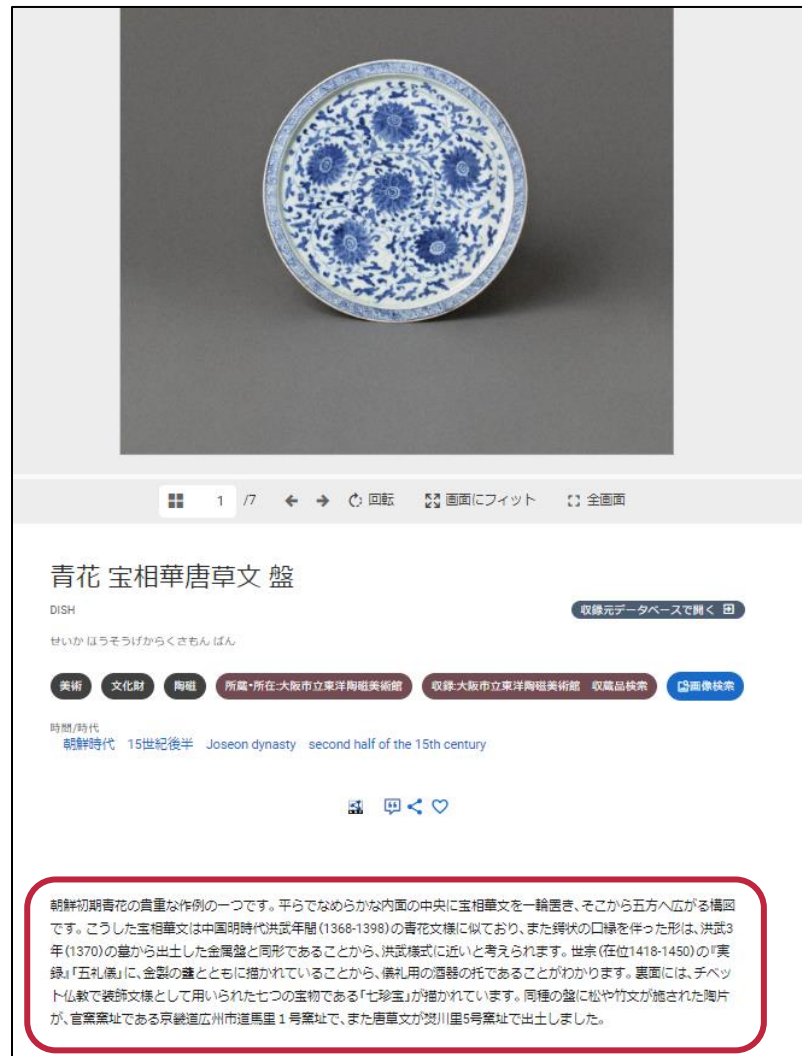 1 /7 回転 画面にフィット 全画面
青花 宝相華唐草文 盤
DISH
収録元データベースで開く
せいか ほうそうげからくさもん ばん
美術 文化財 陶磁 所蔵・所在:大阪市立東洋陶磁美術館 収録:大阪市立東洋陶磁美術館 収蔵品検索 画像検索
時間/時代
朝鮮時代 15世紀後半 Joseon dynasty second half of the 15th century
朝鮮初期青花の貴重な作例の一つです。平らでなめらかな内面の中央に宝相華文を一輪置き、そこから五方へ広がる構図
です。こうした宝相華文は中国明時代洪武年間(1368-1398)の青花文様に似ており、また鍔状の口縁を伴った形は、洪武3
年(1370)の墓から出土した金属盤と同形であることから、洪武様式に近いと考えられます。世宗(在位1418-1450)の『実
録』「五礼儀」に、金製の盞とともに描かれていることから、儀礼用の酒器の托であることがわかります。裏面には、チベッ
ト仏教で装飾文様として用いられた七つの宝物である「七珍宝」が描かれています。同種の盤に松や竹文が施された陶片
が、官窯窯址である京畿道広州市道馬里1号窯址で、また唐草文が樊川里5号窯址で出土しました。